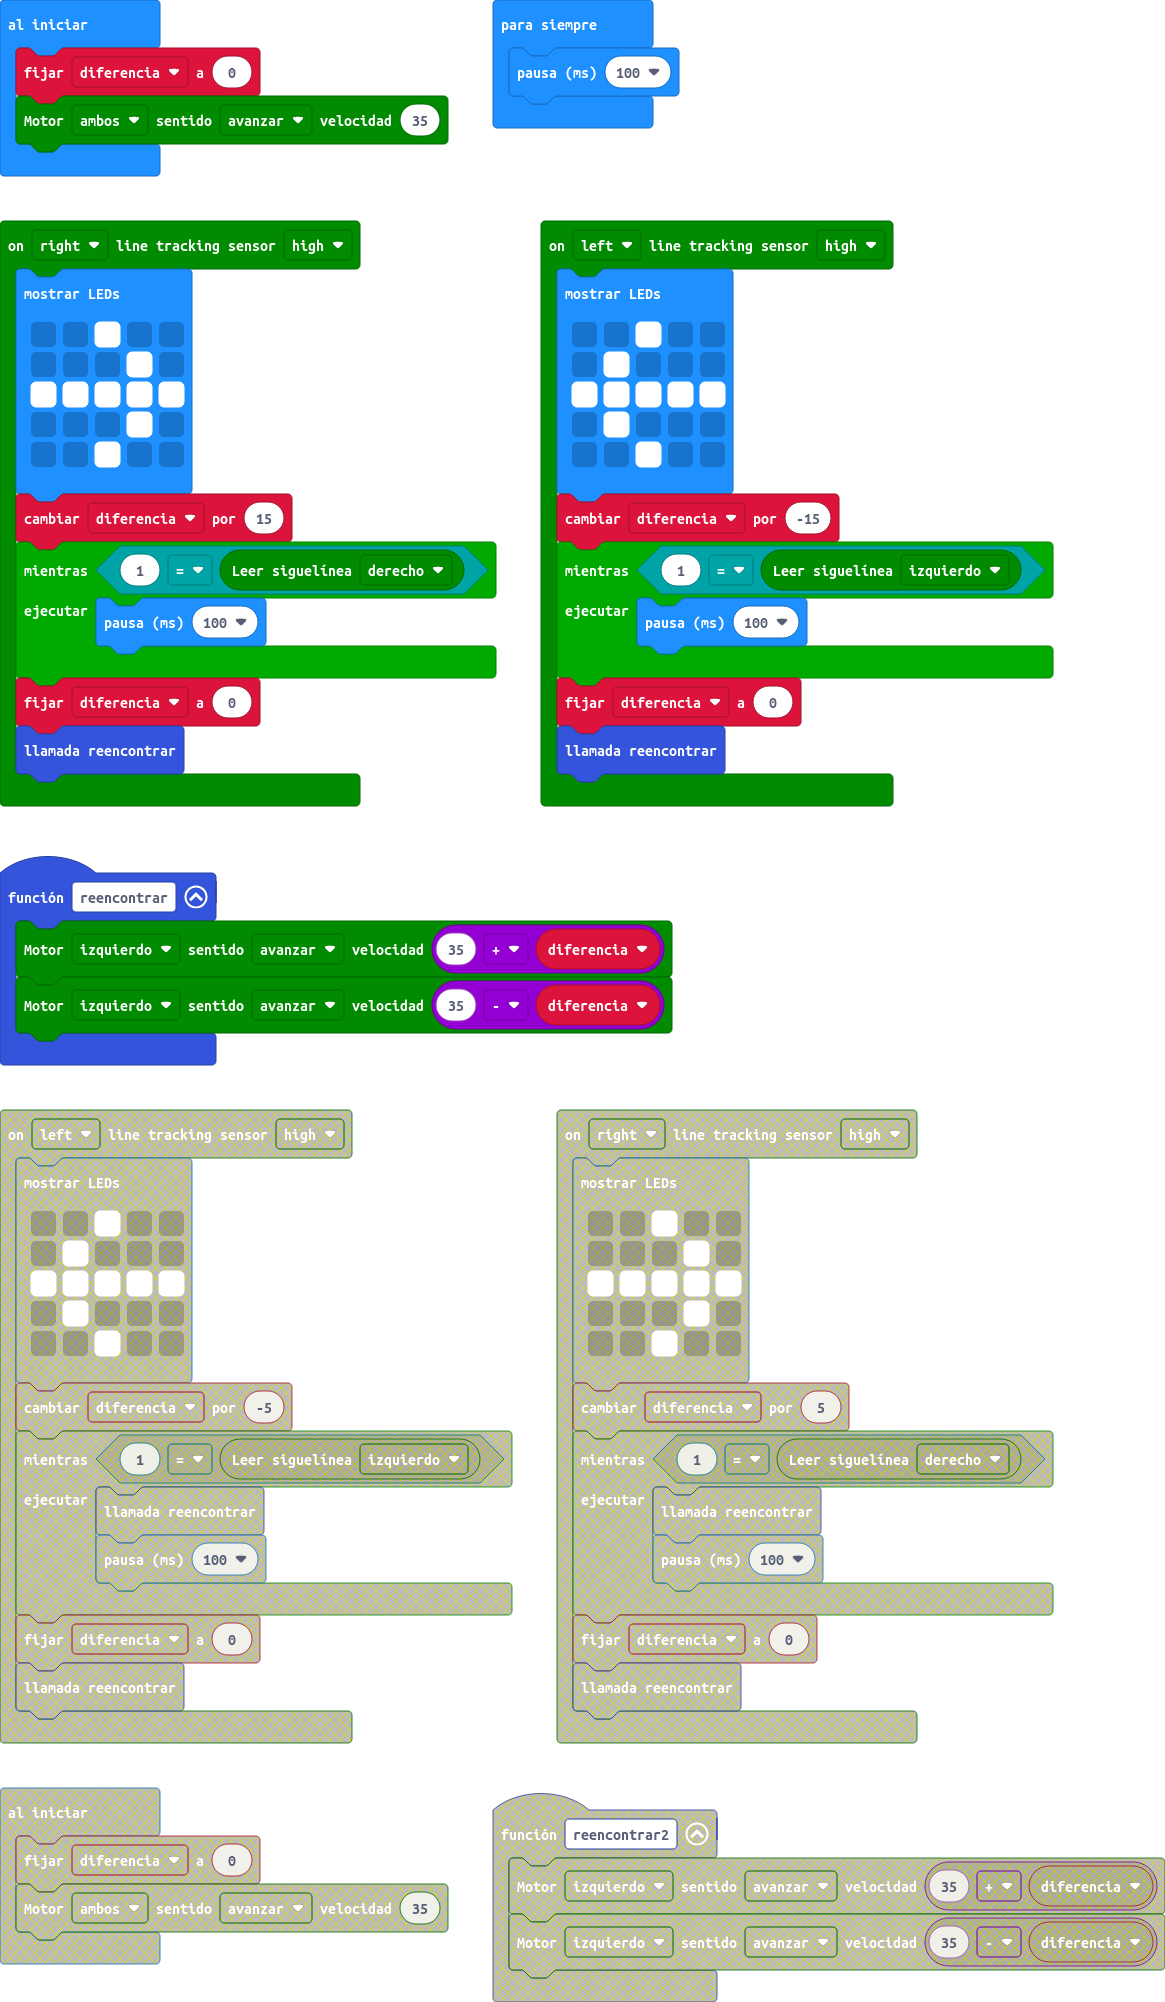 al iniciar
fijar diferencia a 0
Motor ambos sentido avanzar velocidad 35
para siempre
pausa (ms) 100
on right line tracking sensor high
mostrar LEDs
cambiar diferencia por 15
mientras 1 = Leer siguelínea derecho
ejecutar pausa (ms) 100
fijar diferencia a 0
llamada reencontrar
on left line tracking sensor high
mostrar LEDs
cambiar diferencia por -15
mientras 1 = Leer siguelínea izquierdo
ejecutar pausa (ms) 100
fijar diferencia a 0
llamada reencontrar
función reencontrar
Motor izquierdo sentido avanzar velocidad 35 + diferencia
Motor izquierdo sentido avanzar velocidad 35 - diferencia
on left line tracking sensor high
mostrar LEDs
cambiar diferencia por -5
mientras 1 = Leer siguelínea izquierdo
ejecutar llamada reencontrar
pausa (ms) 100
fijar diferencia a 0
llamada reencontrar
on right line tracking sensor high
mostrar LEDs
cambiar diferencia por 5
mientras 1 = Leer siguelínea derecho
ejecutar llamada reencontrar
pausa (ms) 100
fijar diferencia a 0
llamada reencontrar
al iniciar
fijar diferencia a 0
Motor ambos sentido avanzar velocidad 35
función reencontrar2
Motor izquierdo sentido avanzar velocidad 35 + diferencia
Motor izquierdo sentido avanzar velocidad 35 - diferencia